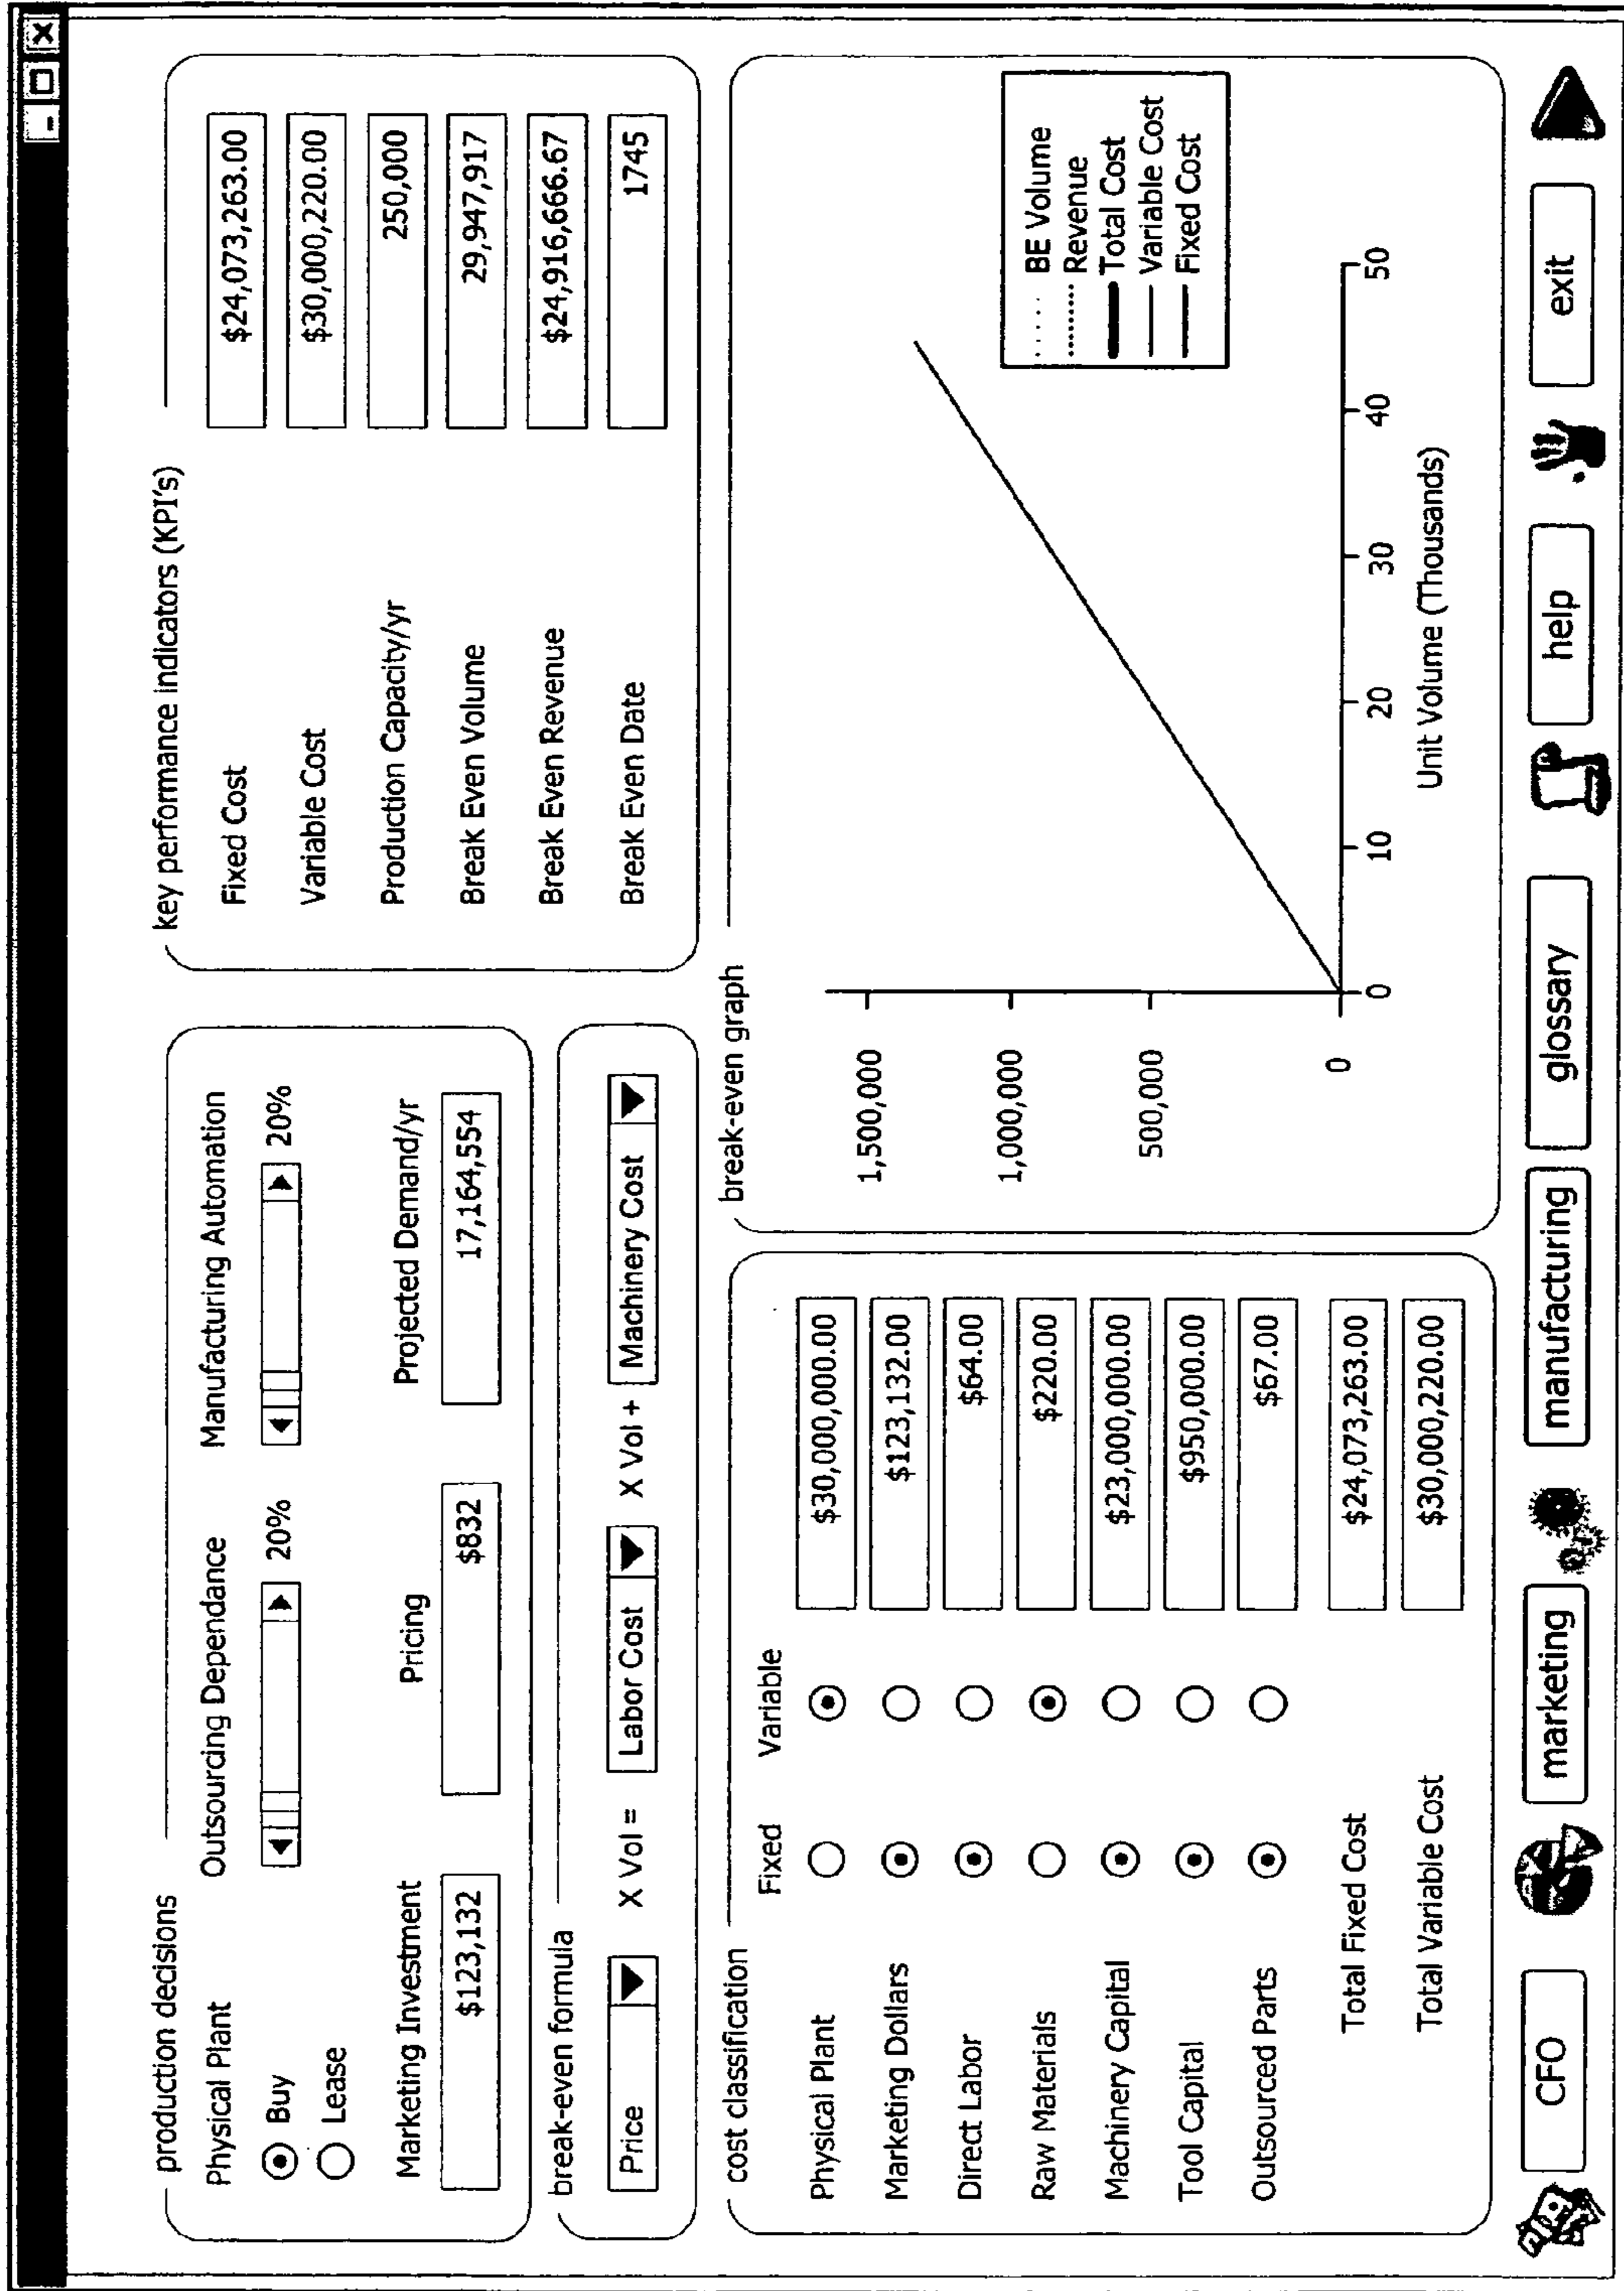 production decisions
Physical Plant
Buy
Lease
Outsourcing Dependance
20%
Manufacturing Automation
20%
Marketing Investment
$123,132
Pricing
$832
Projected Demand/yr
17,164,554
break-even formula
Price X Vol = Labor Cost X Vol + Machinery Cost
key performance indicators (KPI's)
Fixed Cost $24,073,263.00
Variable Cost $30,000,220.00
Production Capacity/yr 250,000
Break Even Volume 29,947,917
Break Even Revenue $24,916,666.67
Break Even Date 1745
cost classification
Fixed Variable
Physical Plant $30,000,000.00
Marketing Dollars $123,132.00
Direct Labor $64.00
Raw Materials $220.00
Machinery Capital $23,000,000.00
Tool Capital $950,000.00
Outsourced Parts $67.00
Total Fixed Cost $24,073,263.00
Total Variable Cost $30,000,220.00
break-even graph
1,500,000
1,000,000
500,000
0
0 10 20 30 40 50
Unit Volume (Thousands)
BE Volume
Revenue
Total Cost
Variable Cost
Fixed Cost
CFO marketing manufacturing glossary help exit